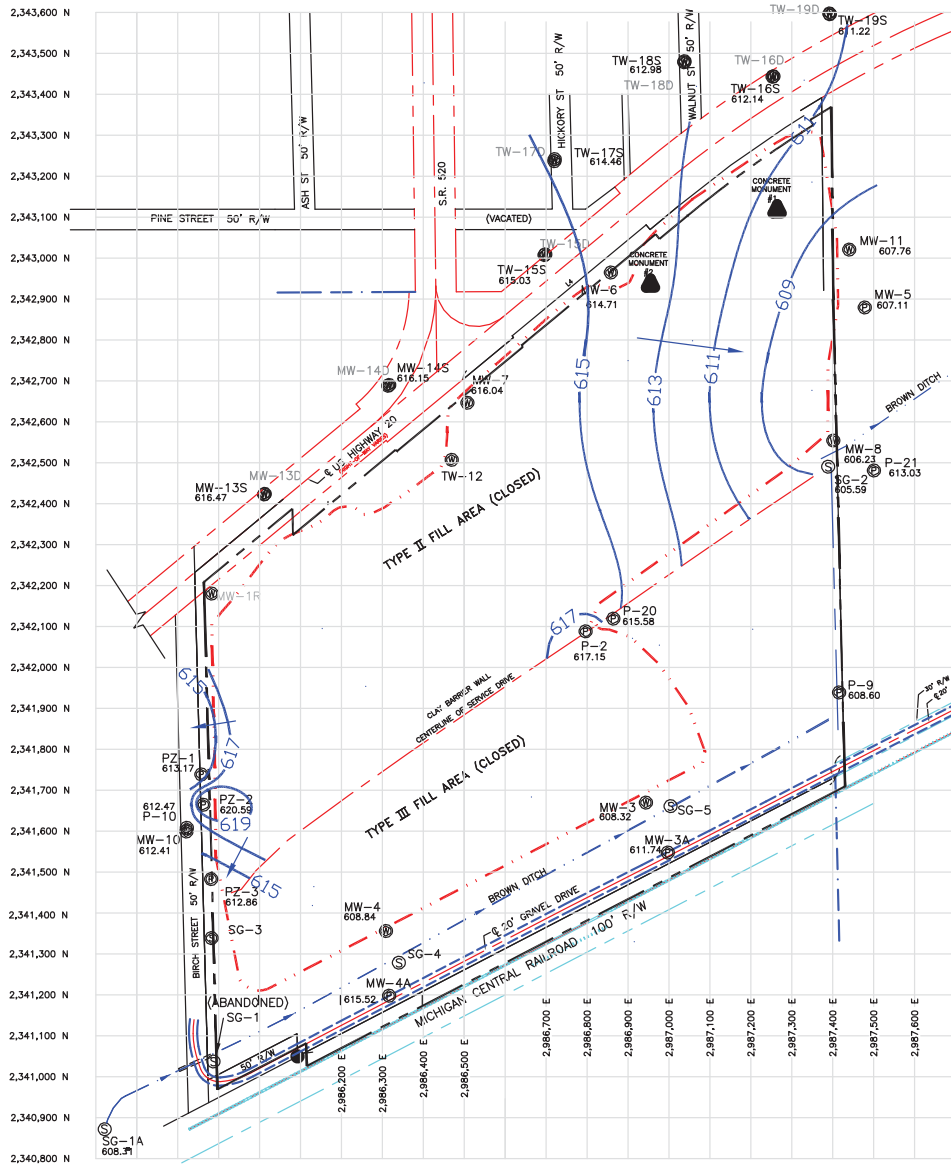 2,343,600 N
2,343,500 N
2,343,400 N
2,343,300 N
2,343,200 N
2,343,100 N
2,343,000 N
2,342,900 N
2,342,800 N
2,342,700 N
2,342,600 N
2,342,500 N
2,342,400 N
2,342,300 N
2,342,200 N
2,342,100 N
2,342,000 N
2,341,900 N
2,341,800 N
2,341,700 N
2,341,600 N
2,341,500 N
2,341,400 N
2,341,300 N
2,341,200 N
2,341,100 N
2,341,000 N
2,340,900 N
2,340,800 N
TW-19D
TW-19S
611.22
TW-18S
612.98
TW-18D
TW-16D
TW-16S
612.14
TW-17D
TW-17S
614.46
ASH ST 50' R/W
S.R. 520
HICKORY ST 50' R/W
WALNUT ST 50' R/W
PINE STREET 50' R/W
(VACATED)
CONCRETE
MONUMENT
#1
CONCRETE
MONUMENT
#2
TW-15D
TW-15S
615.03
L4
MW-6
614.71
MW-11
607.76
MW-5
607.11
MW-14D
MW-14S
616.15
MW-7
616.04
℄ US HIGHWAY 20
MW-13D
MW-13S
616.47
TW-12
TYPE II FILL AREA (CLOSED)
615
613
611
611
609
BROWN DITCH
MW-8
606.23
SG-2
605.59
P-21
613.03
MW-1R
617
P-20
615.58
P-2
617.15
P-9
608.60
CLAY BARRIER WALL
CENTERLINE OF SERVICE DRIVE
TYPE III FILL AREA (CLOSED)
30' R/W
℄ 20'
615
617
PZ-1
613.17
612.47
P-10
MW-10
612.41
PZ-2
620.59
619
615
PZ-3
612.86
SG-3
BIRCH STREET 50' R/W
MW-3
608.32
SG-5
MW-3A
611.74
MW-4
608.84
BROWN DITCH
℄ 20' GRAVEL DRIVE
SG-4
MW-4A
615.52
MICHIGAN CENTRAL RAILROAD 100' R/W
(ABANDONED)
SG-1
50' R/W
SG-1A
608.31
2,986,200 E
2,986,300 E
2,986,400 E
2,986,500 E
2,986,700 E
2,986,800 E
2,986,900 E
2,987,000 E
2,987,100 E
2,987,200 E
2,987,300 E
2,987,400 E
2,987,500 E
2,987,600 E